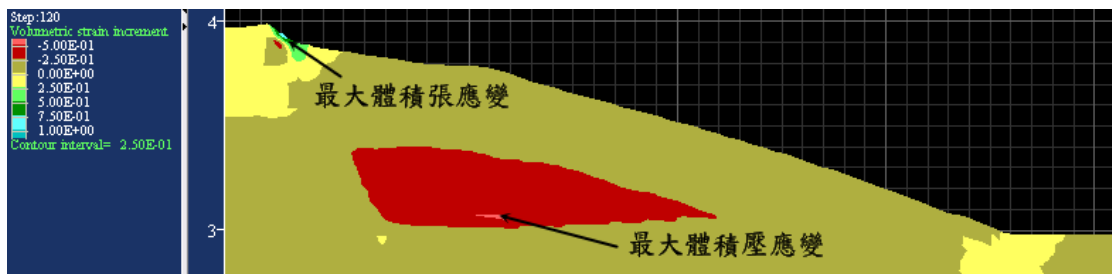 Step:120
Volumetric strain increment
-5.00E-01
-2.50E-01
0.00E+00
2.50E-01
5.00E-01
7.50E-01
1.00E+00
Contour interval= 2.50E-01
4
最大體積張應變
3
最大體積壓應變